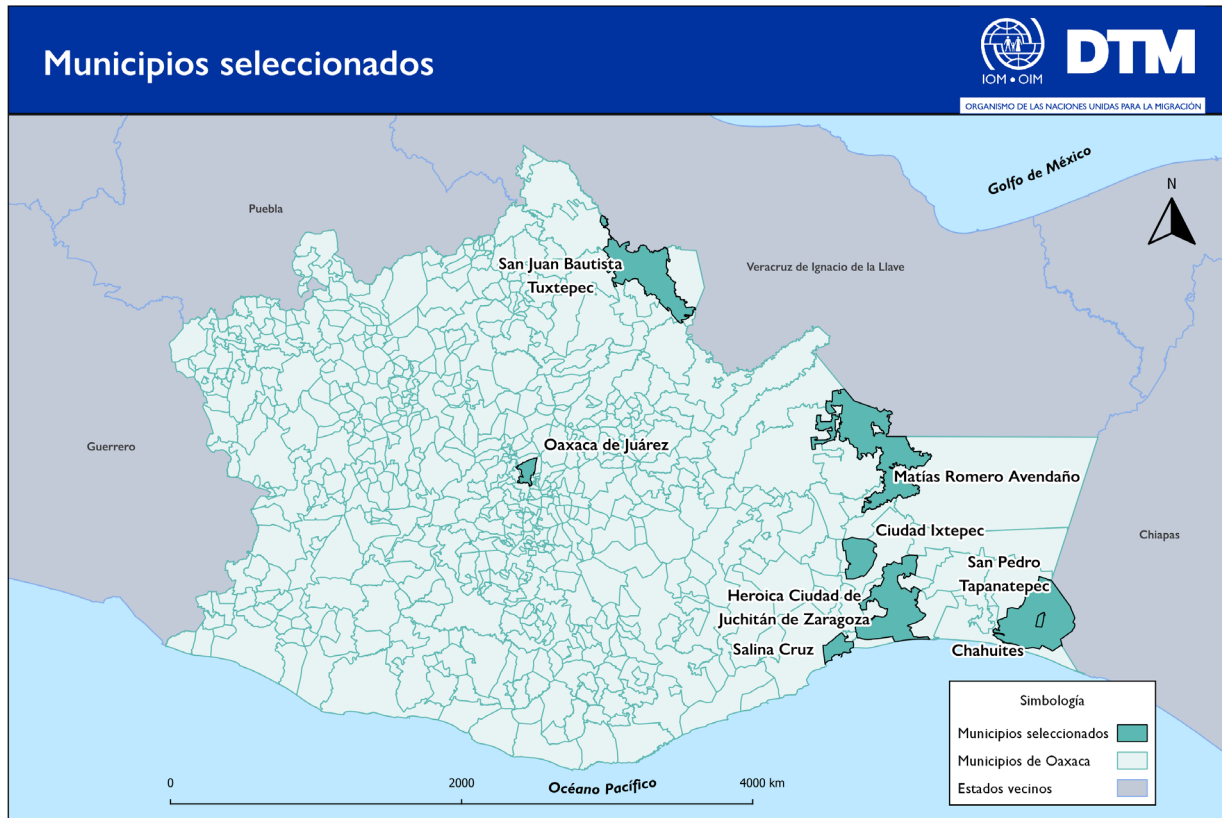 Municipios seleccionados
IOM • OIM
DTM
ORGANISMO DE LAS NACIONES UNIDAS PARA LA MIGRACIÓN
Golfo de México
N
Puebla
San Juan Bautista
Tuxtepec
Veracruz de Ignacio de la Llave
Guerrero
Oaxaca de Juárez
Matías Romero Avendaño
Ciudad Ixtepec
Chiapas
San Pedro
Tapanatepec
Heroica Ciudad de
Juchitán de Zaragoza
Salina Cruz
Chahuites
Simbología
Municipios seleccionados
Municipios de Oaxaca
Estados vecinos
0 2000 4000 km
Océano Pacífico